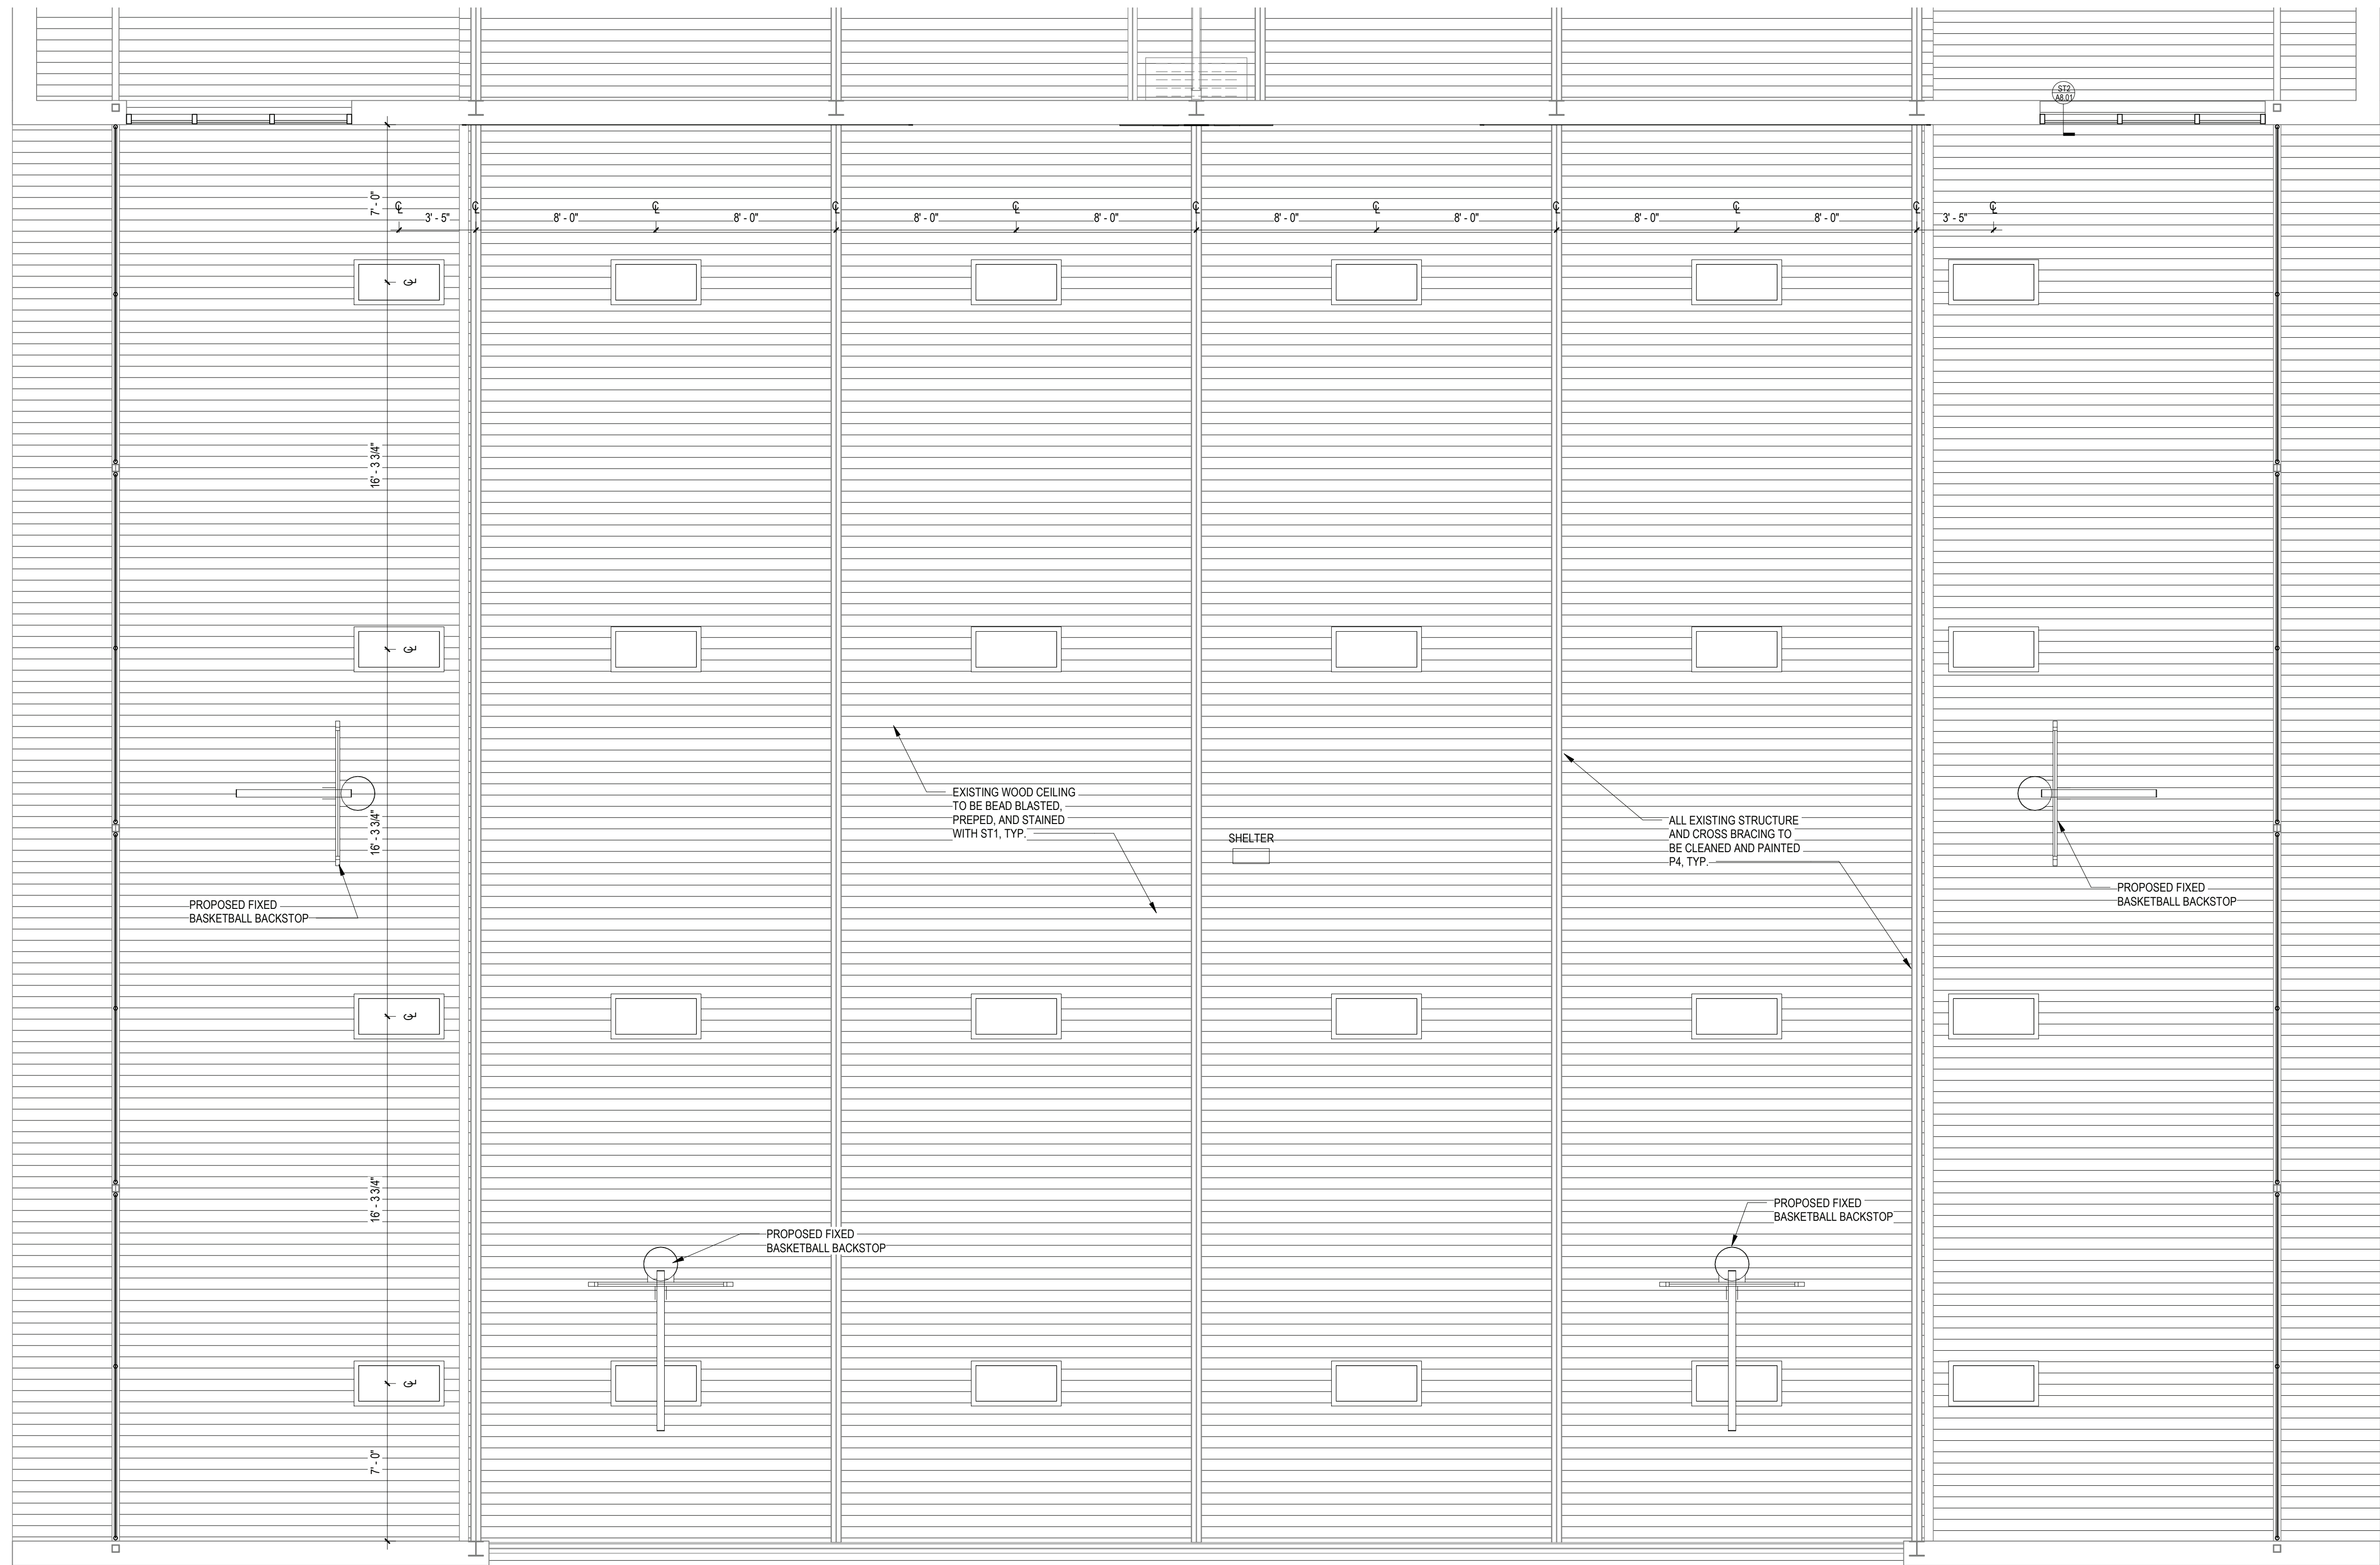 ST2
A8.01
7' - 0"
℄
3' - 5"
℄
8' - 0"
℄
8' - 0"
℄
8' - 0"
℄
8' - 0"
℄
8' - 0"
℄
8' - 0"
℄
8' - 0"
℄
8' - 0"
℄
3' - 5"
℄
℄
16' - 3 3/4"
℄
16' - 3 3/4"
EXISTING WOOD CEILING
TO BE BEAD BLASTED,
PREPED, AND STAINED
WITH ST1, TYP.
SHELTER
ALL EXISTING STRUCTURE
AND CROSS BRACING TO
BE CLEANED AND PAINTED
P4, TYP.
PROPOSED FIXED
BASKETBALL BACKSTOP
PROPOSED FIXED
BASKETBALL BACKSTOP
℄
16' - 3 3/4"
PROPOSED FIXED
BASKETBALL BACKSTOP
PROPOSED FIXED
BASKETBALL BACKSTOP
℄
7' - 0"